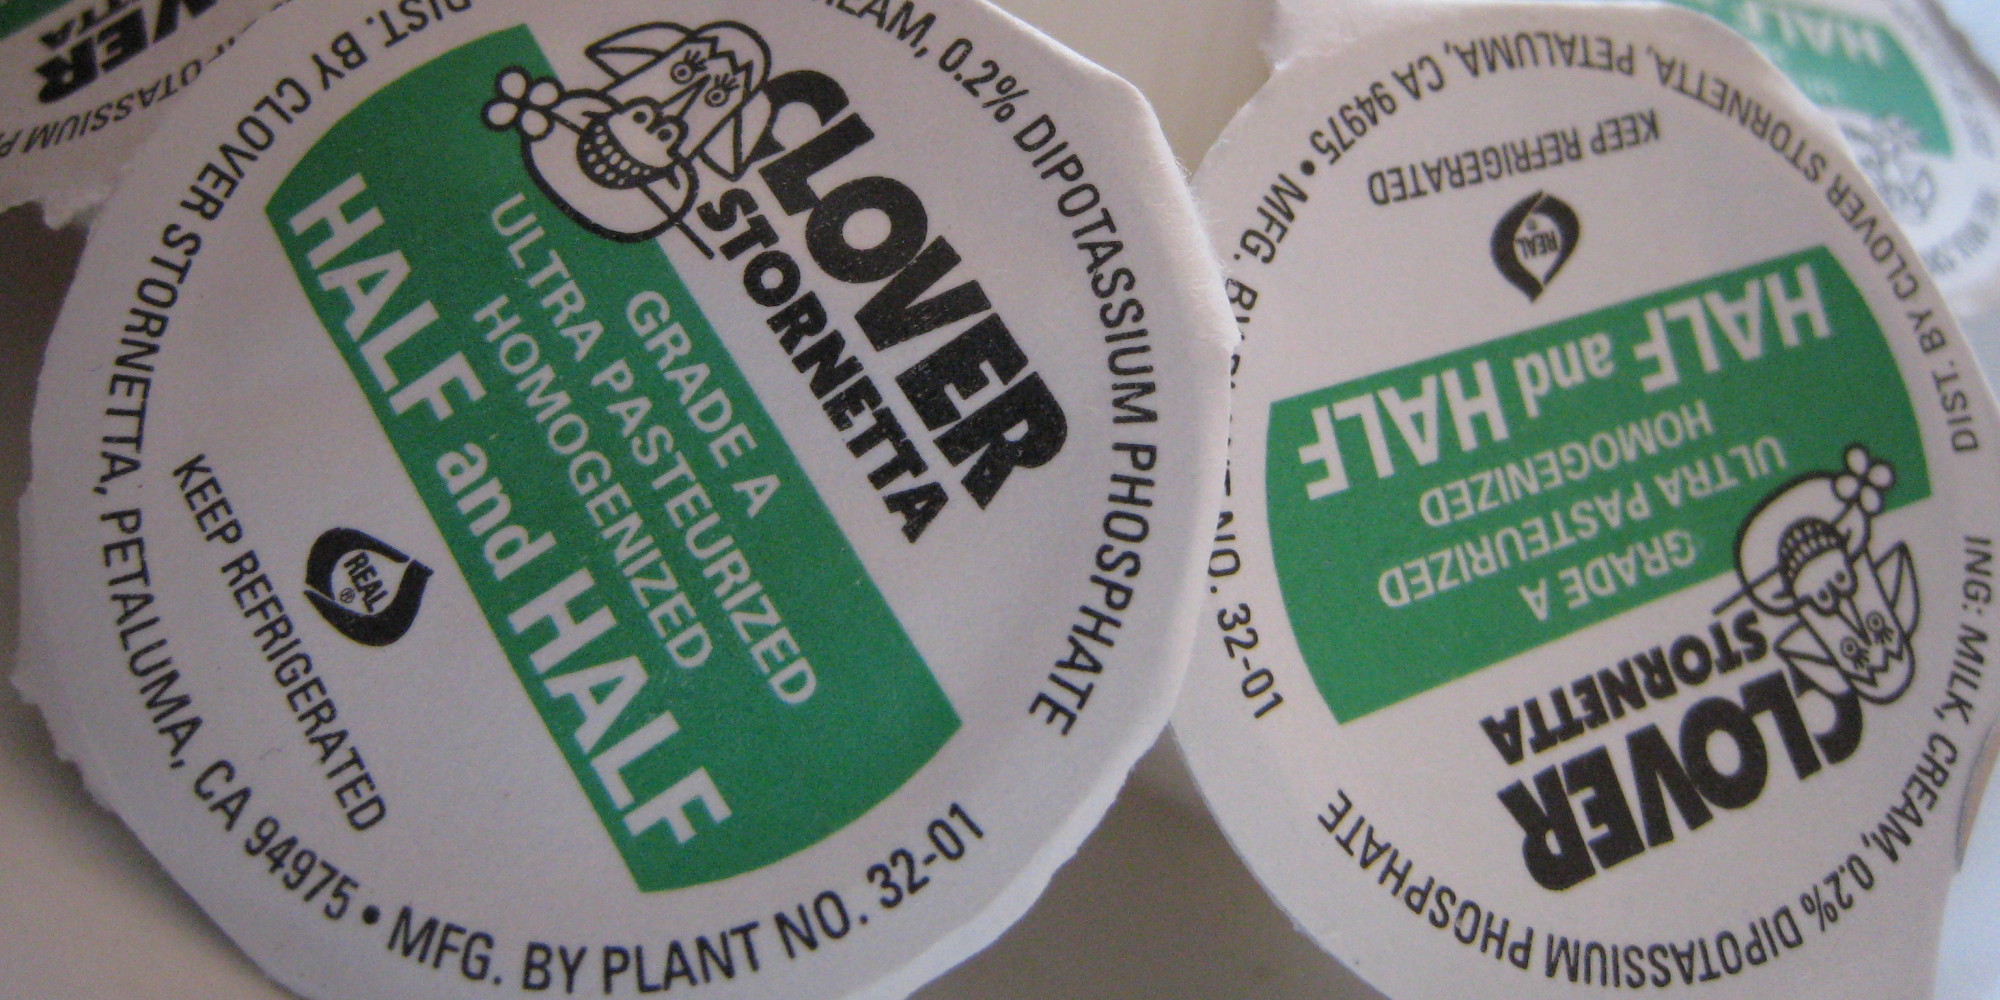 CLOVER
STORNETTA
GRADE A
ULTRA PASTEURIZED
HOMOGENIZED
HALF and HALF
REAL®
KEEP REFRIGERATED
0.2% DIPOTASSIUM PHOSPHATE
DIST. BY CLOVER STORNETTA, PETALUMA, CA 94975 • MFG. BY PLANT NO. 32-01
CLOVER
STORNETTA
GRADE A
ULTRA PASTEURIZED
HOMOGENIZED
HALF and HALF
REAL®
KEEP REFRIGERATED
ING: MILK, CREAM, 0.2% DIPOTASSIUM PHOSPHATE
DIST. BY CLOVER STORNETTA, PETALUMA, CA 94975 • MFG. BY NO. 32-01
HALF